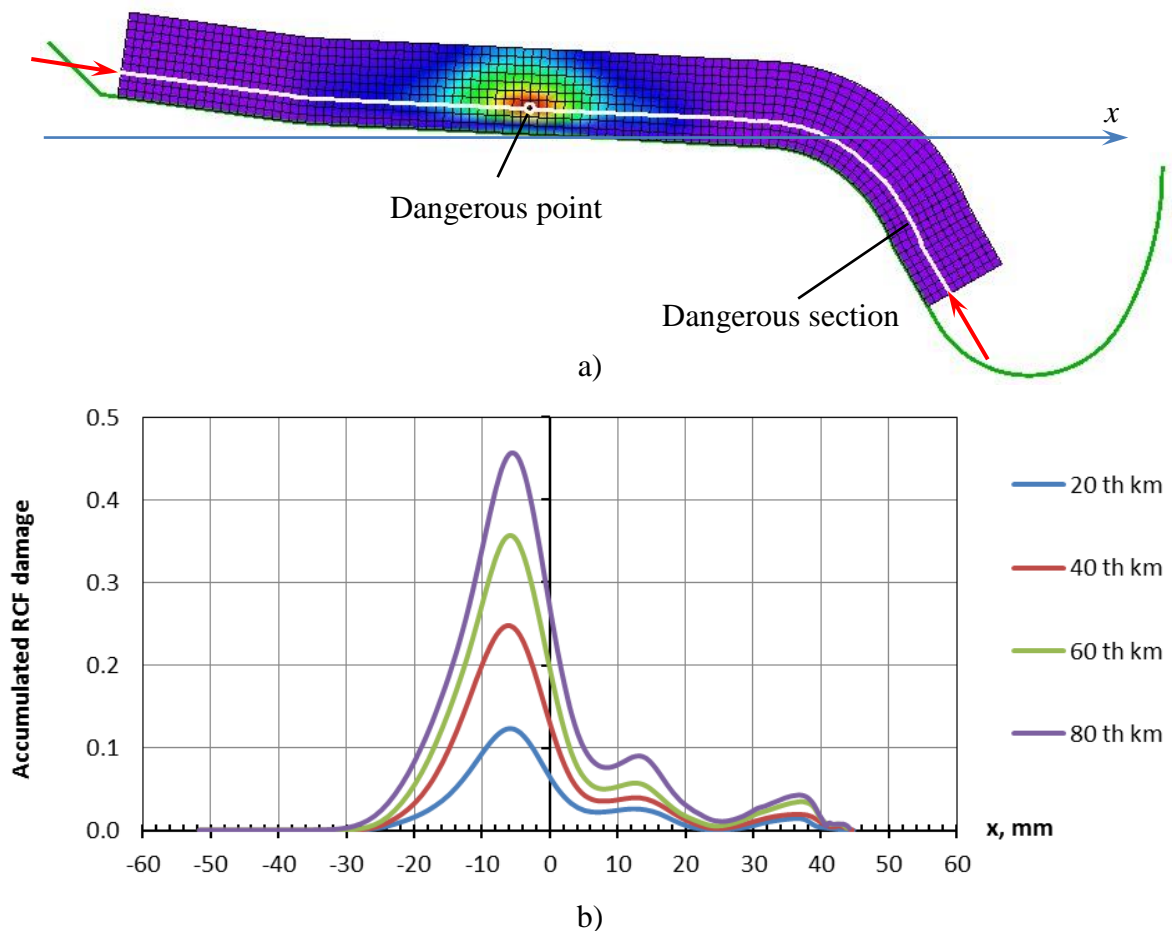 x
Dangerous point
Dangerous section
a)
0.5
0.4
0.3
0.2
0.1
0.0
Accumulated RCF damage
-60 -50 -40 -30 -20 -10 0 10 20 30 40 50 60
x, mm
20 th km
40 th km
60 th km
80 th km
b)